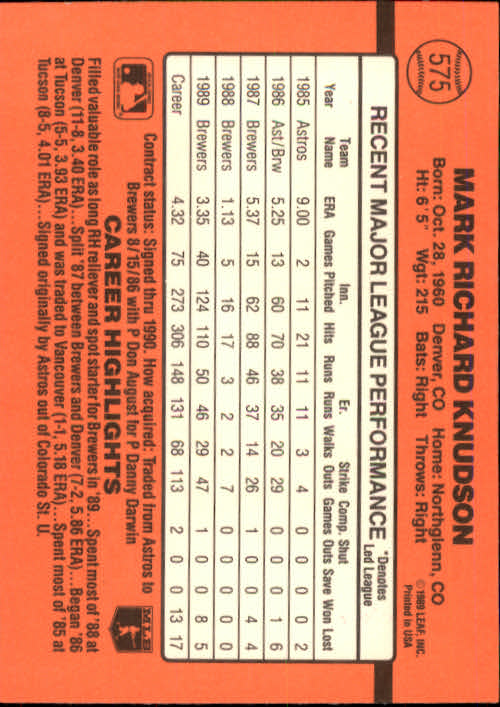 575
MARK RICHARD KNUDSON
Born: Oct. 28, 1960 Denver, CO Home: Northglenn, CO
Ht: 6' 5" Wgt: 215 Bats: Right Throws: Right
©1989 LEAF, INC.
Printed in USA
RECENT MAJOR LEAGUE PERFORMANCE *Denotes
Led League
Team Inn. Er. Strike Comp. Shut
Year Name ERA Games Pitched Hits Runs Runs Walks Outs Games Outs Save Won Lost
1985 Astros 9.00 2 11 21 11 11 3 4 0 0 0 0 2
1986 Ast/Brw 5.25 13 60 70 38 35 20 29 0 0 0 1 6
1987 Brewers 5.37 15 62 88 46 37 14 26 1 0 0 4 4
1988 Brewers 1.13 5 16 17 3 2 2 7 0 0 0 0 0
1989 Brewers 3.35 40 124 110 50 46 29 47 1 0 0 8 5
Career 4.32 75 273 306 148 131 68 113 2 0 0 13 17
Contract status: Signed thru 1990. How acquired: Traded from Astros to
Brewers 8/15/86 with P Don August for P Danny Darwin
MLB
CAREER HIGHLIGHTS
Filled valuable role as long RH reliever and spot starter for Brewers in '89 ... Spent most of '88 at
Denver (11-8, 3.40 ERA)... Split '87 between Brewers and Denver (7-2, 5.86 ERA)... Began '86
at Tucson (5-5, 3.93 ERA) and was traded to Vancouver (1-1, 5.18 ERA)... Spent most of '85 at
Tucson (8-5, 4.01 ERA)... Signed originally by Astros out of Colorado St. U.